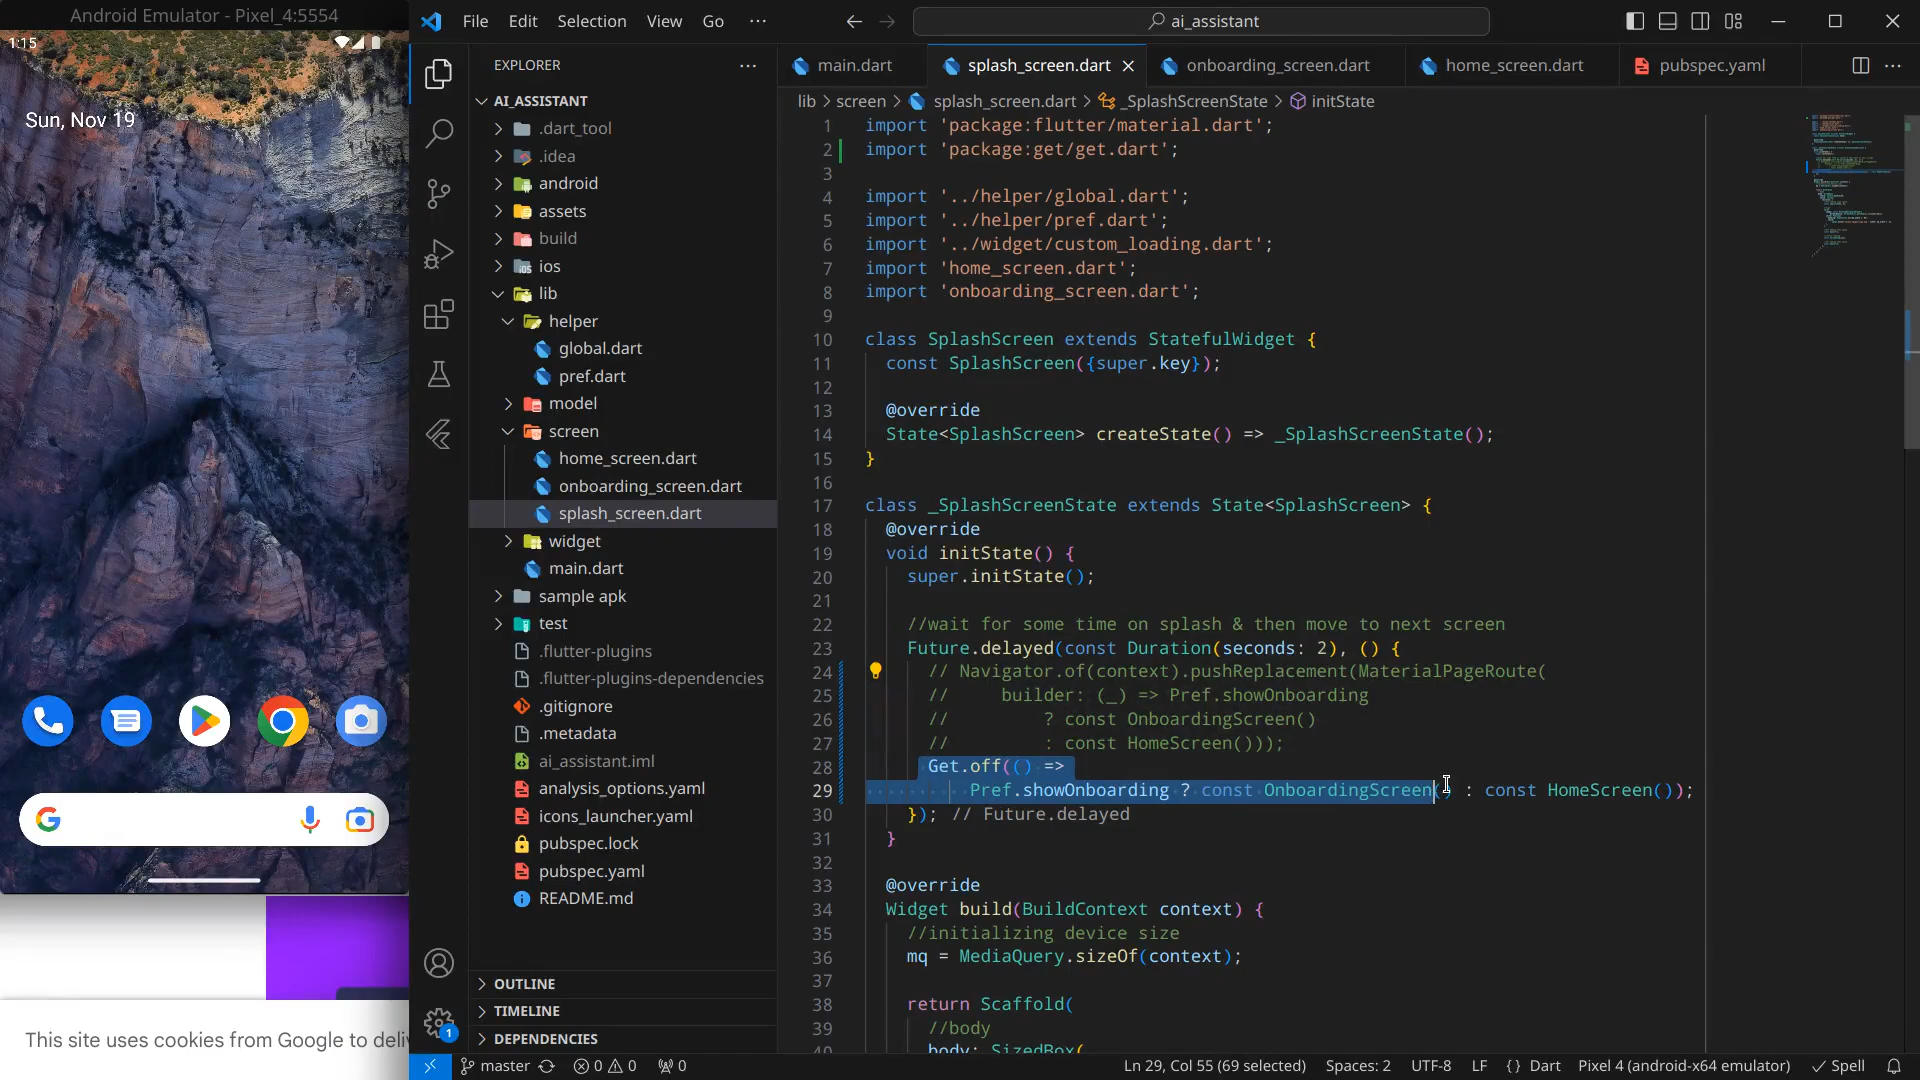 Android Emulator - Pixel_4:5554
File Edit Selection View Go ···
ai_assistant
1:15
Sun, Nov 19
This site uses cookies from Google to deli
EXPLORER
AI_ASSISTANT
.dart_tool
.idea
android
assets
build
ios
lib
helper
global.dart
pref.dart
model
screen
home_screen.dart
onboarding_screen.dart
splash_screen.dart
widget
main.dart
sample apk
test
.flutter-plugins
.flutter-plugins-dependencies
.gitignore
.metadata
ai_assistant.iml
analysis_options.yaml
icons_launcher.yaml
pubspec.lock
pubspec.yaml
README.md
OUTLINE
TIMELINE
DEPENDENCIES
1
main.dart splash_screen.dart onboarding_screen.dart home_screen.dart pubspec.yaml
lib > screen > splash_screen.dart > _SplashScreenState > initState
1 import 'package:flutter/material.dart';
2 import 'package:get/get.dart';
3
4 import '../helper/global.dart';
5 import '../helper/pref.dart';
6 import '../widget/custom_loading.dart';
7 import 'home_screen.dart';
8 import 'onboarding_screen.dart';
9
10 class SplashScreen extends StatefulWidget {
11 const SplashScreen({super.key});
12
13 @override
14 State<SplashScreen> createState() => _SplashScreenState();
15 }
16
17 class _SplashScreenState extends State<SplashScreen> {
18 @override
19 void initState() {
20 super.initState();
21
22 //wait for some time on splash & then move to next screen
23 Future.delayed(const Duration(seconds: 2), () {
24 // Navigator.of(context).pushReplacement(MaterialPageRoute(
25 // builder: (_) => Pref.showOnboarding
26 // ? const OnboardingScreen()
27 // : const HomeScreen()));
28 Get.off(() =>
29 Pref.showOnboarding ? const OnboardingScreen() : const HomeScreen());
30 }); // Future.delayed
31 }
32
33 @override
34 Widget build(BuildContext context) {
35 //initializing device size
36 mq = MediaQuery.sizeOf(context);
37
38 return Scaffold(
39 //body
40 body: SizedBox(
master 0 0 0 Ln 29, Col 55 (69 selected) Spaces: 2 UTF-8 LF {} Dart Pixel 4 (android-x64 emulator) Spell